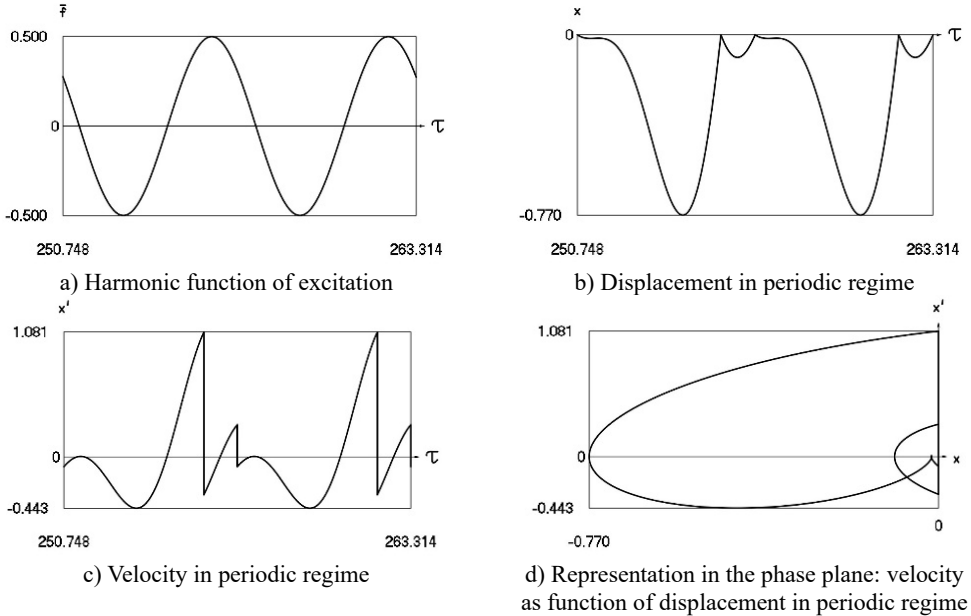 f̄
0.500
0
τ
-0.500
250.748
263.314
a) Harmonic function of excitation
x
0
τ
-0.770
250.748
263.314
b) Displacement in periodic regime
x'
1.081
0
τ
-0.443
250.748
263.314
c) Velocity in periodic regime
x'
1.081
0
x
-0.443
0
-0.770
d) Representation in the phase plane: velocity
as function of displacement in periodic regime